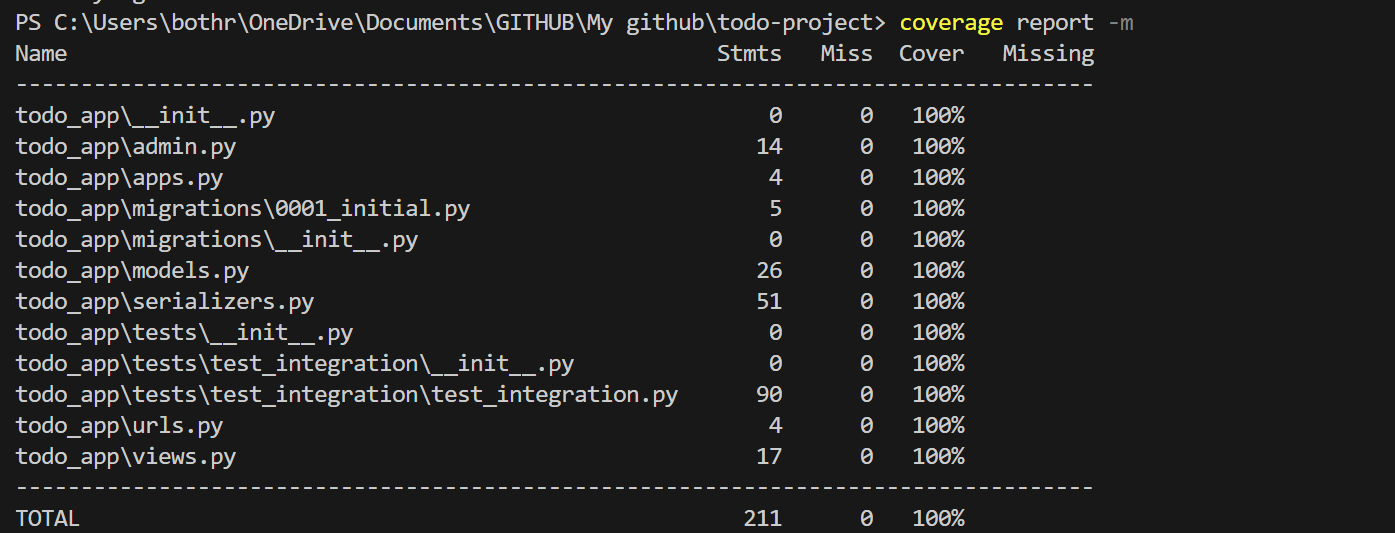 PS C:\Users\bothr\OneDrive\Documents\GITHUB\My github\todo-project> coverage report -m
Name                                                  Stmts   Miss  Cover   Missing
-----------------------------------------------------------------------------------
todo_app\__init__.py                                      0      0   100%
todo_app\admin.py                                        14      0   100%
todo_app\apps.py                                          4      0   100%
todo_app\migrations\0001_initial.py                       5      0   100%
todo_app\migrations\__init__.py                           0      0   100%
todo_app\models.py                                       26      0   100%
todo_app\serializers.py                                  51      0   100%
todo_app\tests\__init__.py                                0      0   100%
todo_app\tests\test_integration\__init__.py               0      0   100%
todo_app\tests\test_integration\test_integration.py      90      0   100%
todo_app\urls.py                                          4      0   100%
todo_app\views.py                                        17      0   100%
-----------------------------------------------------------------------------------
TOTAL                                                   211      0   100%